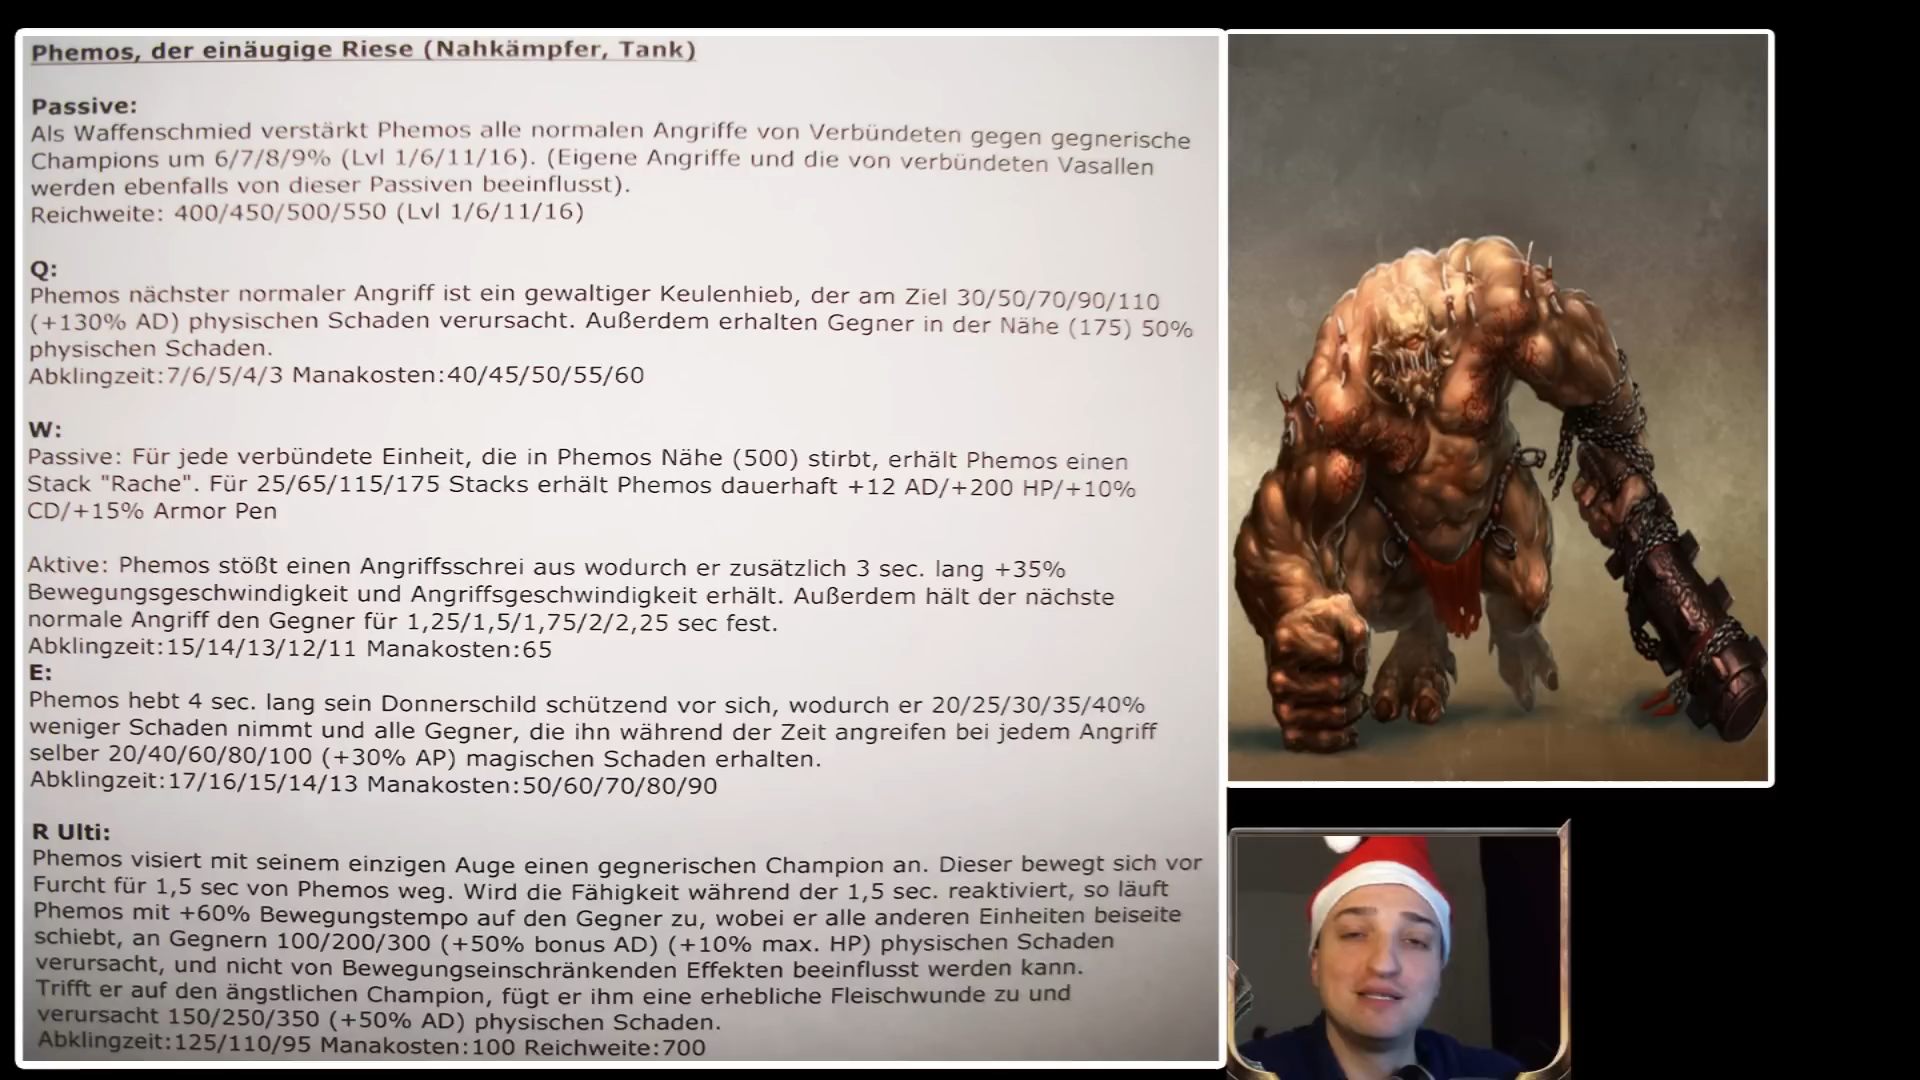 Phemos, der einäugige Riese (Nahkämpfer, Tank)
Passive:
Als Waffenschmied verstärkt Phemos alle normalen Angriffe von Verbündeten gegen gegnerische
Champions um 6/7/8/9% (Lvl 1/6/11/16). (Eigene Angriffe und die von verbündeten Vasallen
werden ebenfalls von dieser Passiven beeinflusst).
Reichweite: 400/450/500/550 (Lvl 1/6/11/16)
Q:
Phemos nächster normaler Angriff ist ein gewaltiger Keulenhieb, der am Ziel 30/50/70/90/110
(+130% AD) physischen Schaden verursacht. Außerdem erhalten Gegner in der Nähe (175) 50%
physischen Schaden.
Abklingzeit:7/6/5/4/3 Manakosten:40/45/50/55/60
W:
Passive: Für jede verbündete Einheit, die in Phemos Nähe (500) stirbt, erhält Phemos einen
Stack "Rache". Für 25/65/115/175 Stacks erhält Phemos dauerhaft +12 AD/+200 HP/+10%
CD/+15% Armor Pen
Aktive: Phemos stößt einen Angriffsschrei aus wodurch er zusätzlich 3 sec. lang +35%
Bewegungsgeschwindigkeit und Angriffsgeschwindigkeit erhält. Außerdem hält der nächste
normale Angriff den Gegner für 1,25/1,5/1,75/2/2,25 sec fest.
Abklingzeit:15/14/13/12/11 Manakosten:65
E:
Phemos hebt 4 sec. lang sein Donnerschild schützend vor sich, wodurch er 20/25/30/35/40%
weniger Schaden nimmt und alle Gegner, die ihn während der Zeit angreifen bei jedem Angriff
selber 20/40/60/80/100 (+30% AP) magischen Schaden erhalten.
Abklingzeit:17/16/15/14/13 Manakosten:50/60/70/80/90
R Ulti:
Phemos visiert mit seinem einzigen Auge einen gegnerischen Champion an. Dieser bewegt sich vor
Furcht für 1,5 sec von Phemos weg. Wird die Fähigkeit während der 1,5 sec. reaktiviert, so läuft
Phemos mit +60% Bewegungstempo auf den Gegner zu, wobei er alle anderen Einheiten beiseite
schiebt, an Gegnern 100/200/300 (+50% bonus AD) (+10% max. HP) physischen Schaden
verursacht, und nicht von Bewegungseinschränkenden Effekten beeinflusst werden kann.
Trifft er auf den ängstlichen Champion, fügt er ihm eine erhebliche Fleischwunde zu und
verursacht 150/250/350 (+50% AD) physischen Schaden.
Abklingzeit:125/110/95 Manakosten:100 Reichweite:700